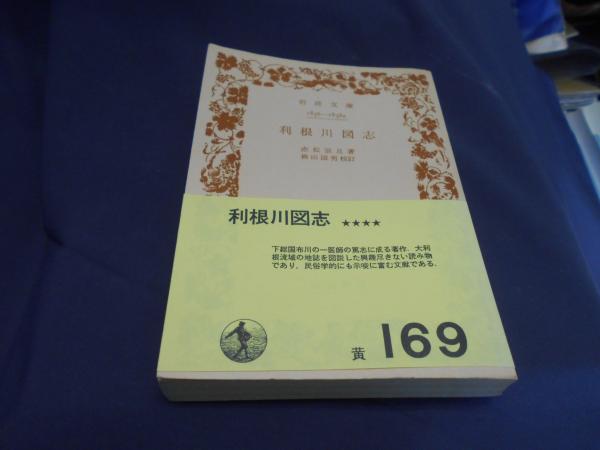 岩波文庫
1836—1838a
利根川図志
赤松宗旦著
柳田国男校訂
利根川図志 ★★★★
下総国布川の一医師の篤志に成る著作．大利
根流域の地誌を図説した興趣尽きない読み物
であり，民俗学的にも示唆に富む文献である．
黄 169